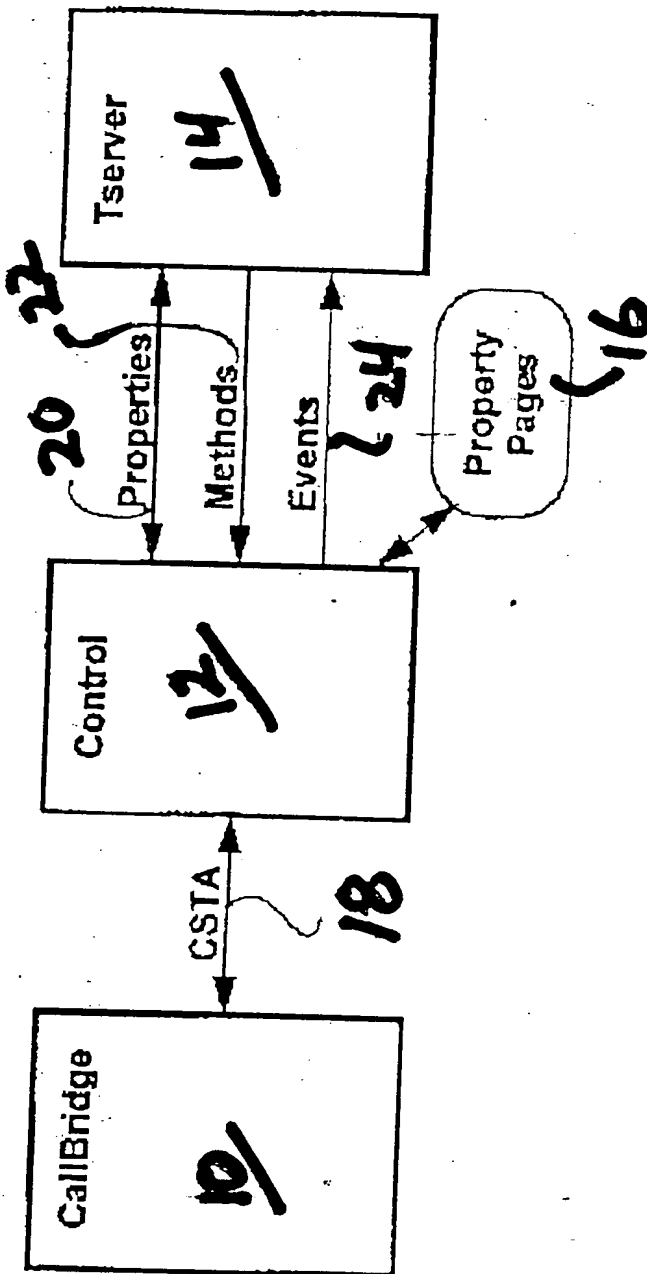 CallBridge
10
CSTA
18
Control
12
20
Properties
22
Methods
Events
24
Property
Pages
16
Tserver
14